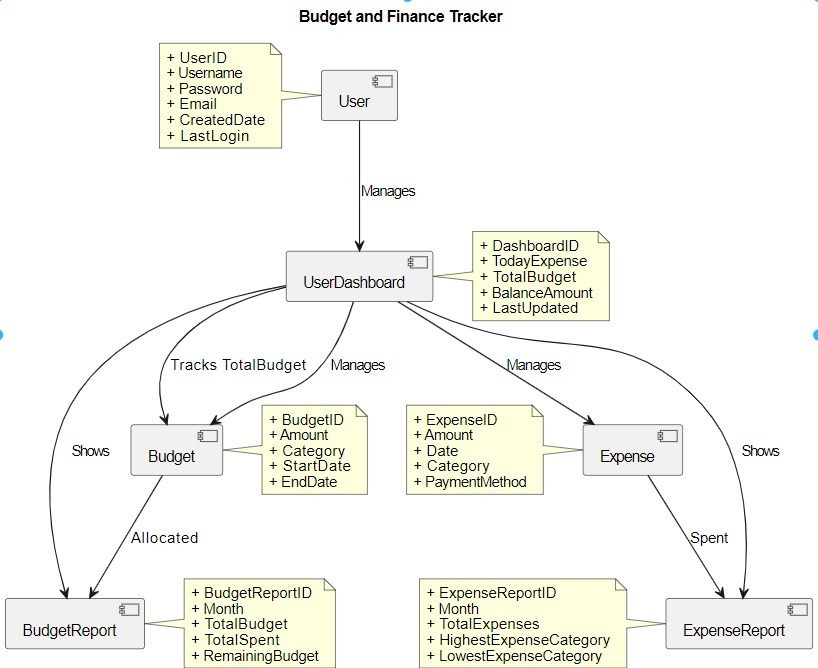 Budget and Finance Tracker
+ UserID
+ Username
+ Password
+ Email
+ CreatedDate
+ LastLogin
User
Manages
UserDashboard
+ DashboardID
+ TodayExpense
+ TotalBudget
+ BalanceAmount
+ LastUpdated
Tracks TotalBudget
Manages
Manages
Shows
Shows
Budget
+ BudgetID
+ Amount
+ Category
+ StartDate
+ EndDate
+ ExpenseID
+ Amount
+ Date
+ Category
+ PaymentMethod
Expense
Allocated
Spent
BudgetReport
+ BudgetReportID
+ Month
+ TotalBudget
+ TotalSpent
+ RemainingBudget
+ ExpenseReportID
+ Month
+ TotalExpenses
+ HighestExpenseCategory
+ LowestExpenseCategory
ExpenseReport